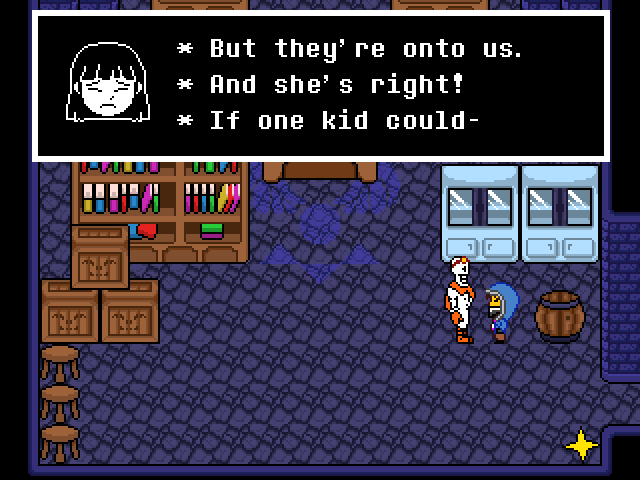 * But they're onto us.
* And she's right!
* If one kid could-